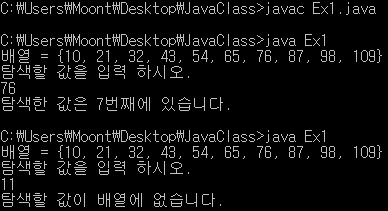 C:₩Users₩Moont₩Desktop₩JavaClass>javac Ex1.java
C:₩Users₩Moont₩Desktop₩JavaClass>java Ex1
배열 = {10, 21, 32, 43, 54, 65, 76, 87, 98, 109}
탐색할 값을 입력 하시오.
76
탐색한 값은 7번째에 있습니다.
C:₩Users₩Moont₩Desktop₩JavaClass>java Ex1
배열 = {10, 21, 32, 43, 54, 65, 76, 87, 98, 109}
탐색할 값을 입력 하시오.
11
탐색할 값이 배열에 없습니다.